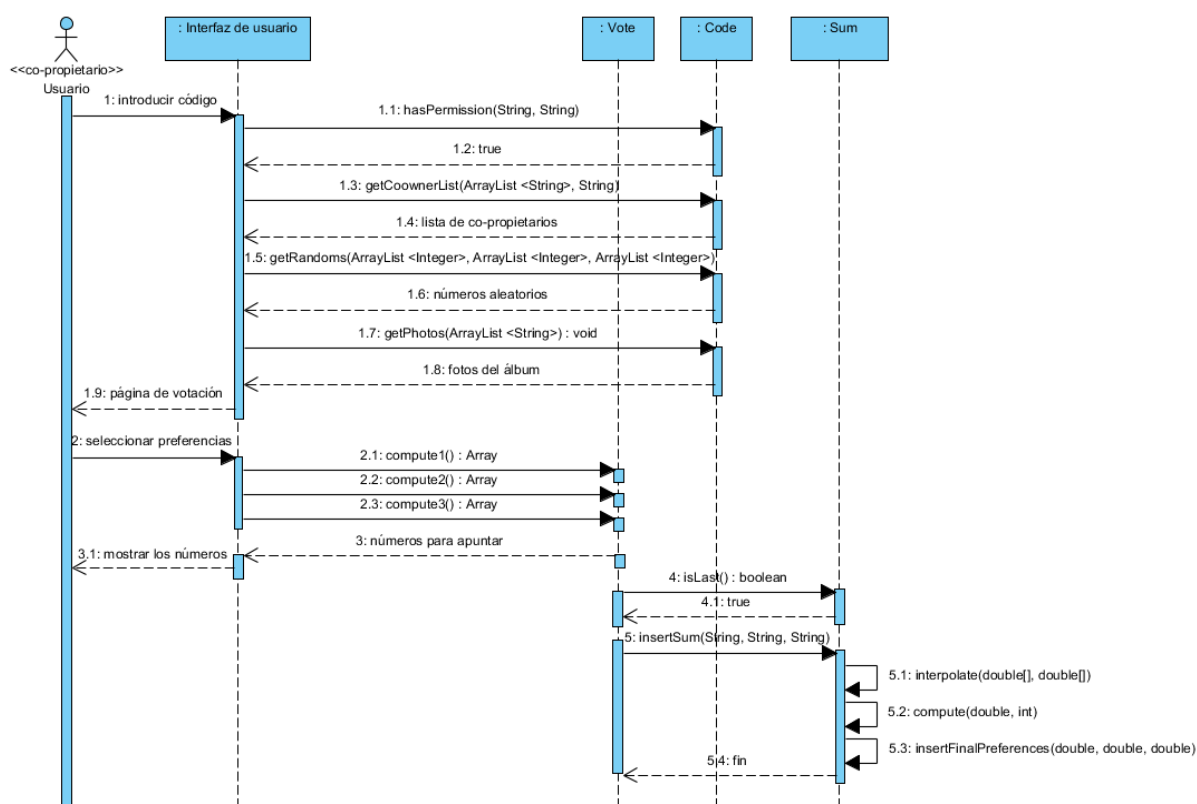 : Interfaz de usuario
: Vote
: Code
: Sum
<<co-propietario>>
Usuario
1: introducir código
1.1: hasPermission(String, String)
1.2: true
1.3: getCoownerList(ArrayList <String>, String)
1.4: lista de co-propietarios
1.5: getRandoms(ArrayList <Integer>, ArrayList <Integer>, ArrayList <Integer>)
1.6: números aleatorios
1.7: getPhotos(ArrayList <String>) : void
1.8: fotos del álbum
1.9: página de votación
2: seleccionar preferencias
2.1: compute1() : Array
2.2: compute2() : Array
2.3: compute3() : Array
3: números para apuntar
3.1: mostrar los números
4: isLast() : boolean
4.1: true
5: insertSum(String, String, String)
5.1: interpolate(double[], double[])
5.2: compute(double, int)
5.3: insertFinalPreferences(double, double, double)
5.4: fin